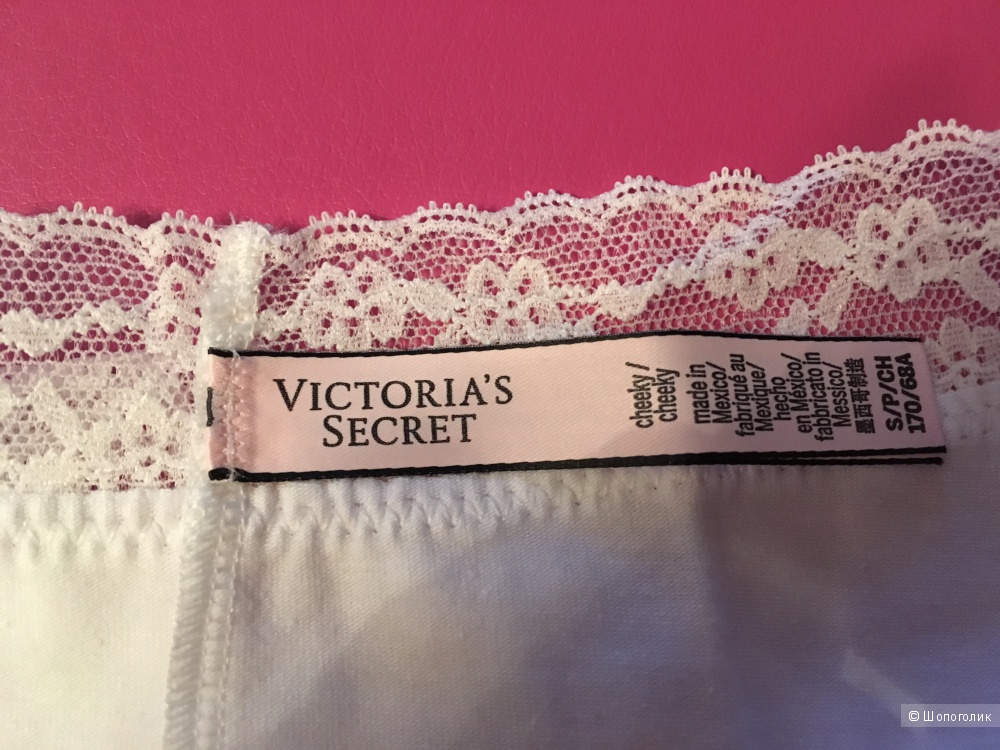 VICTORIA'S
SECRET
cheeky /
cheeky
made in
Mexico/
fabriqué au
Mexique/
hecho
en México/
fabbricato in
Messico/
墨西哥制造
S/P/CH
170/68A
© Шопоголик